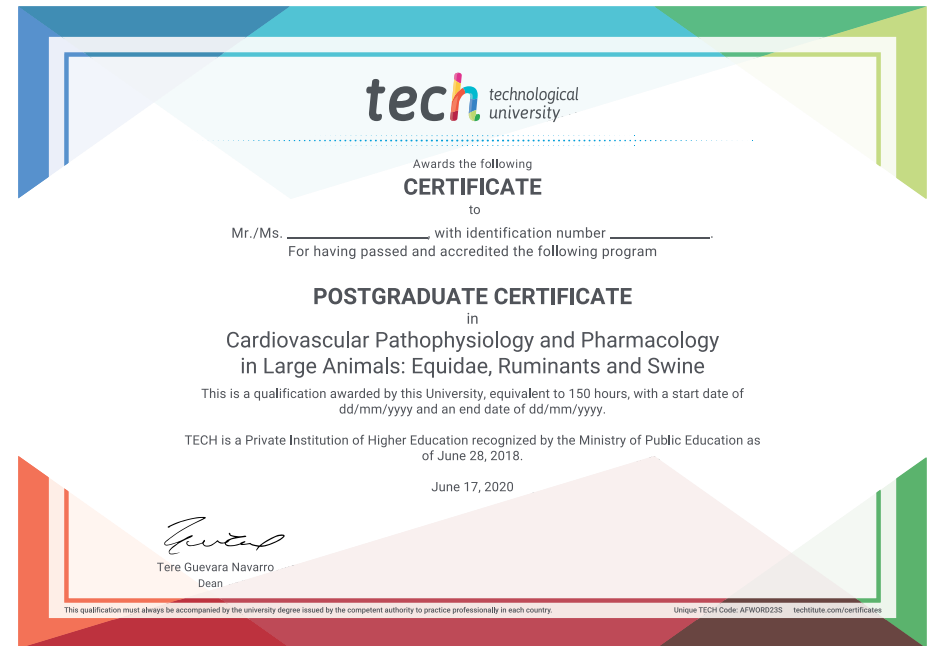 tech technological
university
Awards the following
CERTIFICATE
to
Mr./Ms. ____________________, with identification number ______________.
For having passed and accredited the following program
POSTGRADUATE CERTIFICATE
in
Cardiovascular Pathophysiology and Pharmacology
in Large Animals: Equidae, Ruminants and Swine
This is a qualification awarded by this University, equivalent to 150 hours, with a start date of
dd/mm/yyyy and an end date of dd/mm/yyyy.
TECH is a Private Institution of Higher Education recognized by the Ministry of Public Education as
of June 28, 2018.
June 17, 2020
Tere Guevara Navarro
Dean
This qualification must always be accompanied by the university degree issued by the competent authority to practice professionally in each country.
Unique TECH Code: AFWORD23S techtitute.com/certificates